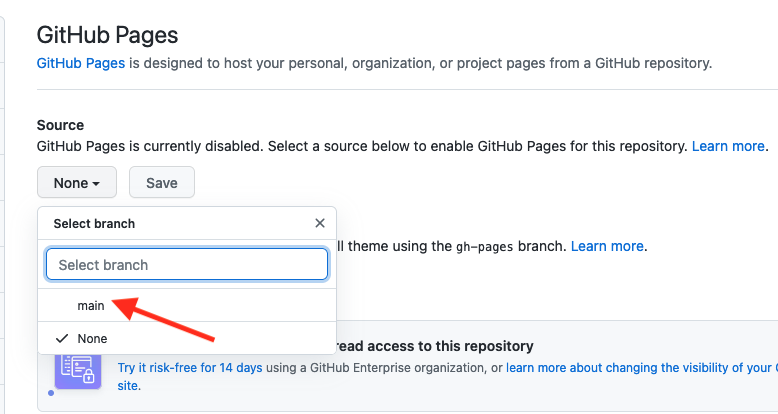 GitHub Pages
GitHub Pages is designed to host your personal, organization, or project pages from a GitHub repository.
Source
GitHub Pages is currently disabled. Select a source below to enable GitHub Pages for this repository. Learn more.
None Save
Select branch
ll theme using the gh-pages branch. Learn more.
Select branch
main
None
read access to this repository
Try it risk-free for 14 days using a GitHub Enterprise organization, or learn more about changing the visibility of your
site.